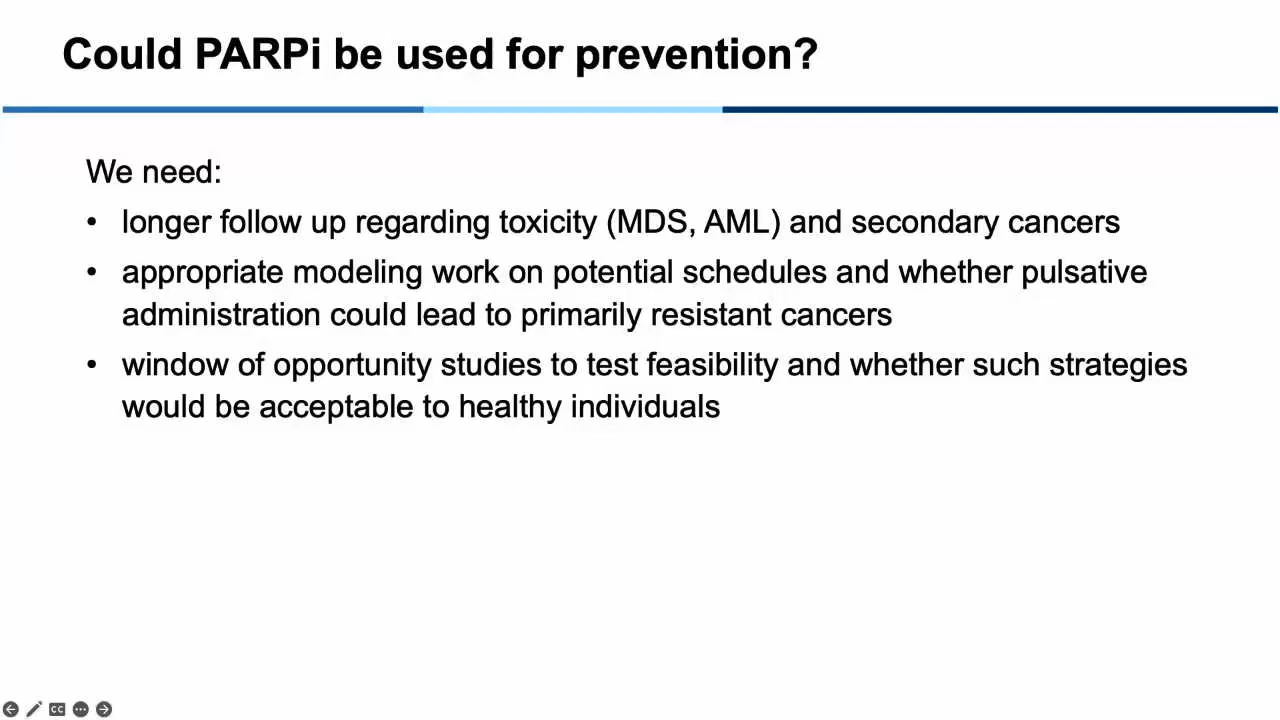 Could PARPi be used for prevention?
We need:
• longer follow up regarding toxicity (MDS, AML) and secondary cancers
• appropriate modeling work on potential schedules and whether pulsative
administration could lead to primarily resistant cancers
• window of opportunity studies to test feasibility and whether such strategies
would be acceptable to healthy individuals
CC